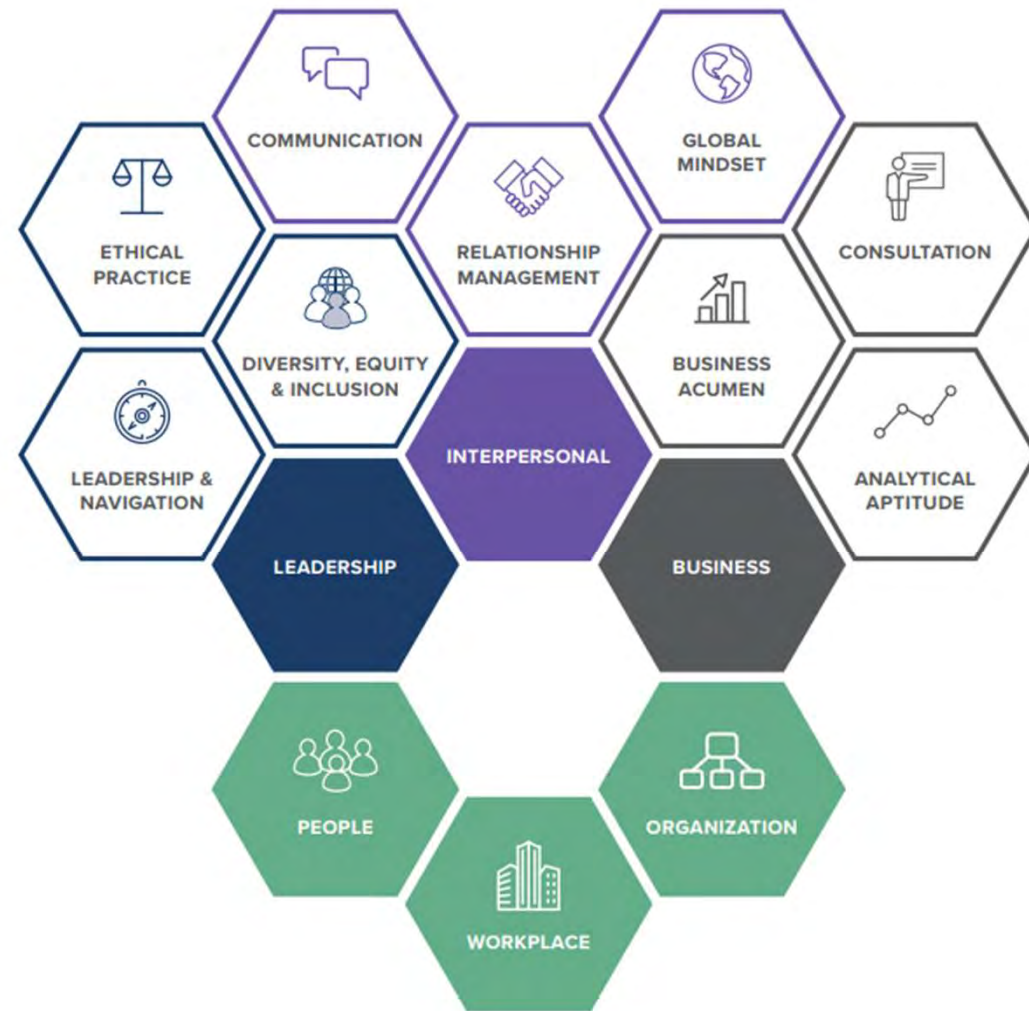 COMMUNICATION
GLOBAL
MINDSET
ETHICAL
PRACTICE
RELATIONSHIP
MANAGEMENT
CONSULTATION
DIVERSITY, EQUITY
& INCLUSION
BUSINESS
ACUMEN
LEADERSHIP &
NAVIGATION
INTERPERSONAL
ANALYTICAL
APTITUDE
LEADERSHIP
BUSINESS
PEOPLE
ORGANIZATION
WORKPLACE